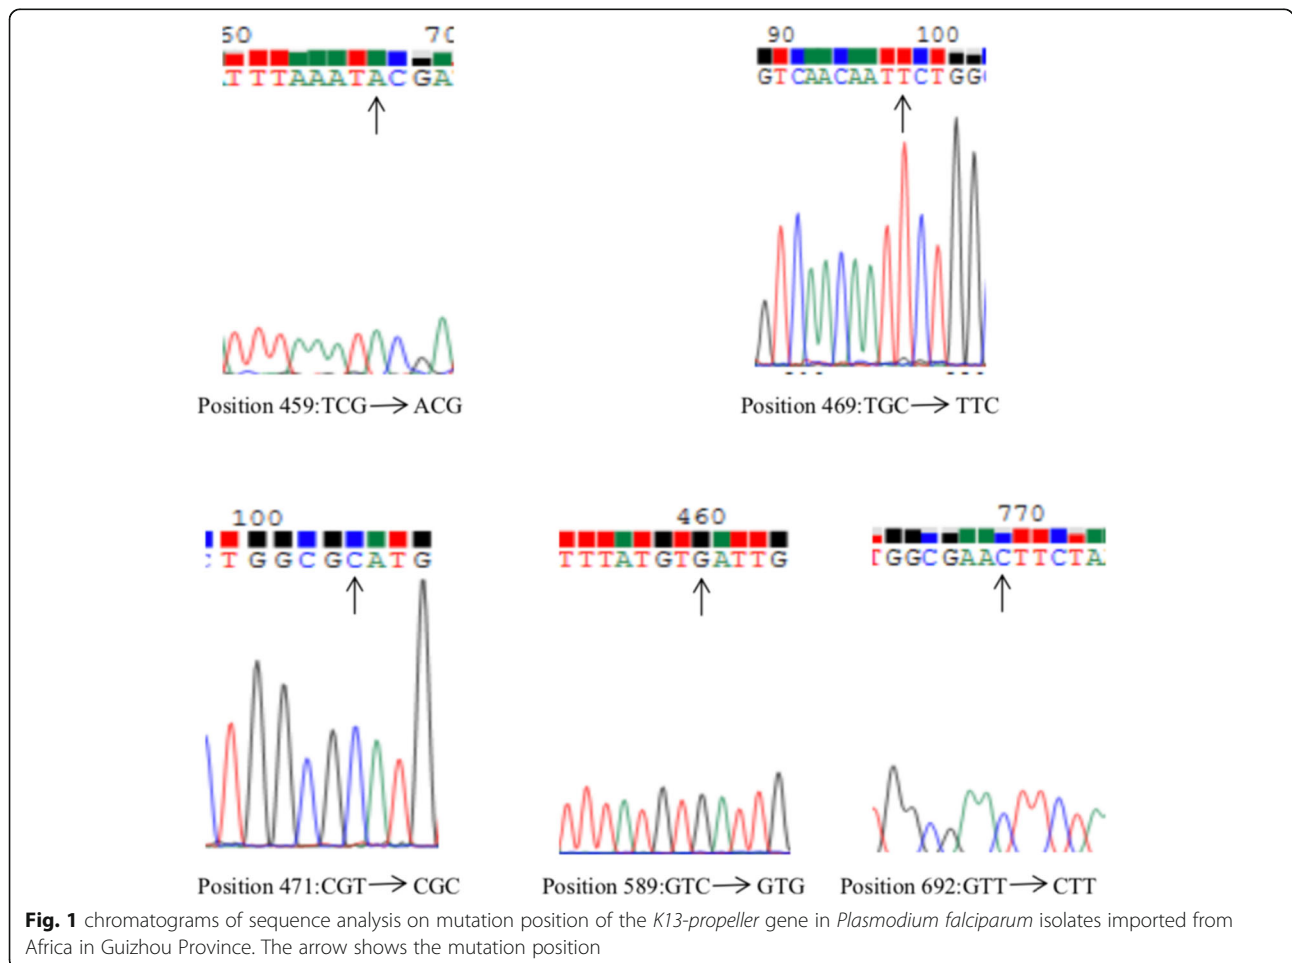 50 70
TTTAAATACGA
90 100
GTCAACAATTCTGG
Position 459:TCG→ACG
Position 469:TGC→TTC
100
TGGCGCATG
460
TTTATGTGATTG
770
TGGCGAACTTCTA
Position 471:CGT→CGC
Position 589:GTC→GTG
Position 692:GTT→CTT
Fig. 1 chromatograms of sequence analysis on mutation position of the K13-propeller gene in Plasmodium falciparum isolates imported from
Africa in Guizhou Province. The arrow shows the mutation position